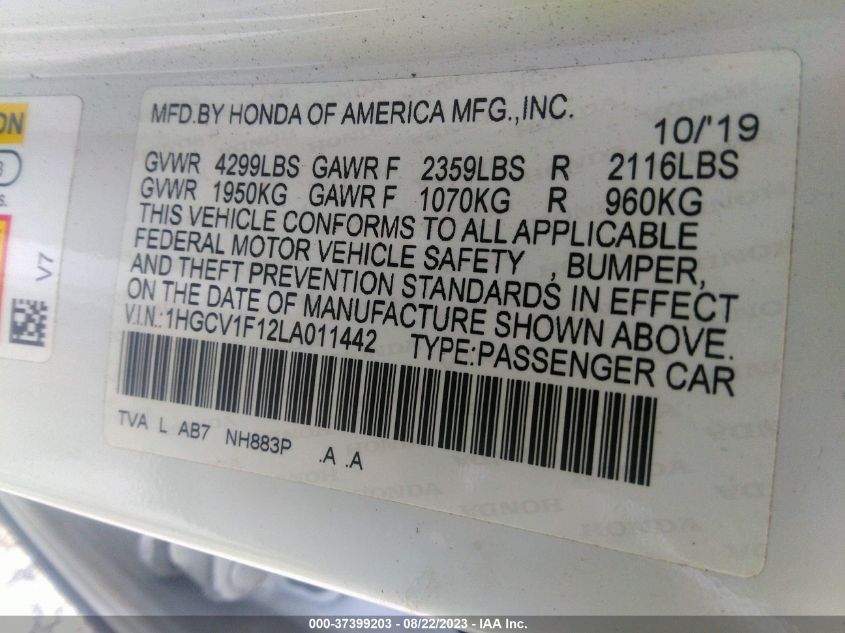 MFD.BY HONDA OF AMERICA MFG.,INC.
10/'19
GVWR 4299LBS GAWR F 2359LBS R 2116LBS
GVWR 1950KG GAWR F 1070KG R 960KG
THIS VEHICLE CONFORMS TO ALL APPLICABLE
FEDERAL MOTOR VEHICLE SAFETY , BUMPER,
AND THEFT PREVENTION STANDARDS IN EFFECT
ON THE DATE OF MANUFACTURE SHOWN ABOVE.
V.I.N.: 1HGCV1F12LA011442 TYPE:PASSENGER CAR
TVA L AB7 NH883P .A .A
V7
000-37399203 - 08/22/2023 - IAA Inc.